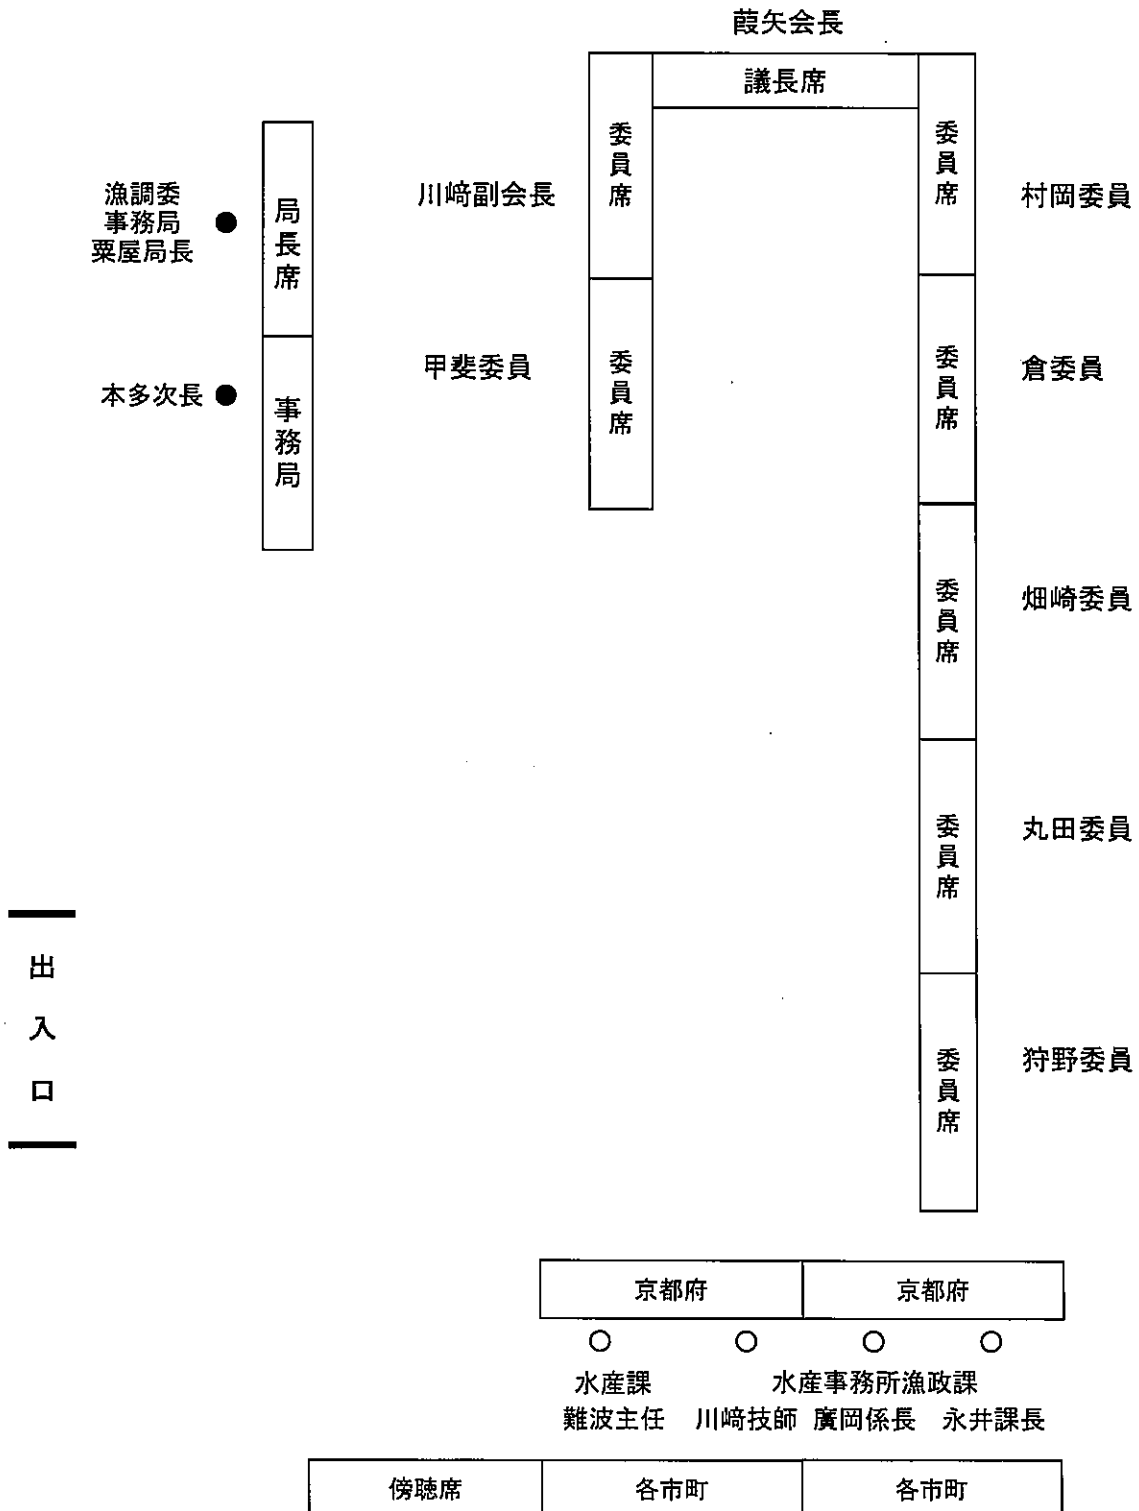 葭矢会長
議長席
委員席
委員席
漁調委
事務局
粟屋局長
局長席
川﨑副会長
村岡委員
本多次長
事務局
甲斐委員
委員席
委員席
倉委員
委員席
畑崎委員
委員席
丸田委員
出入口
委員席
狩野委員
京都府
京都府
水産課
水産事務所漁政課
難波主任
川﨑技師
廣岡係長
永井課長
傍聴席
各市町
各市町